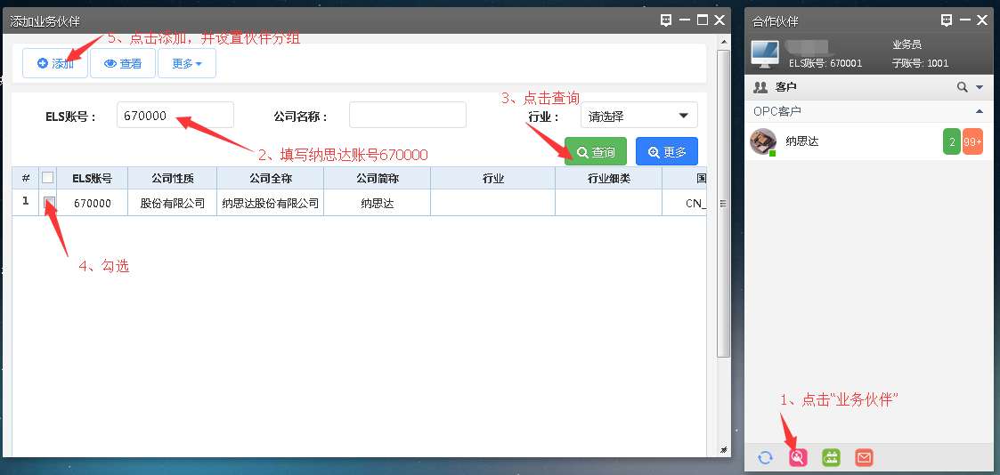 添加业务伙伴
5、点击添加，并设置伙伴分组
添加
查看
更多
3、点击查询
ELS账号：
670000
公司名称：
行业：
请选择
2、填写纳思达账号670000
查询
更多
# ELS账号 公司性质 公司全称 公司简称 行业 行业细类 国
1 670000 股份有限公司 纳思达股份有限公司 纳思达 CN_
4、勾选
合作伙伴
业务员
ELS账号: 670001
子账号: 1001
客户
OPC客户
纳思达
2
99+
1、点击“业务伙伴”